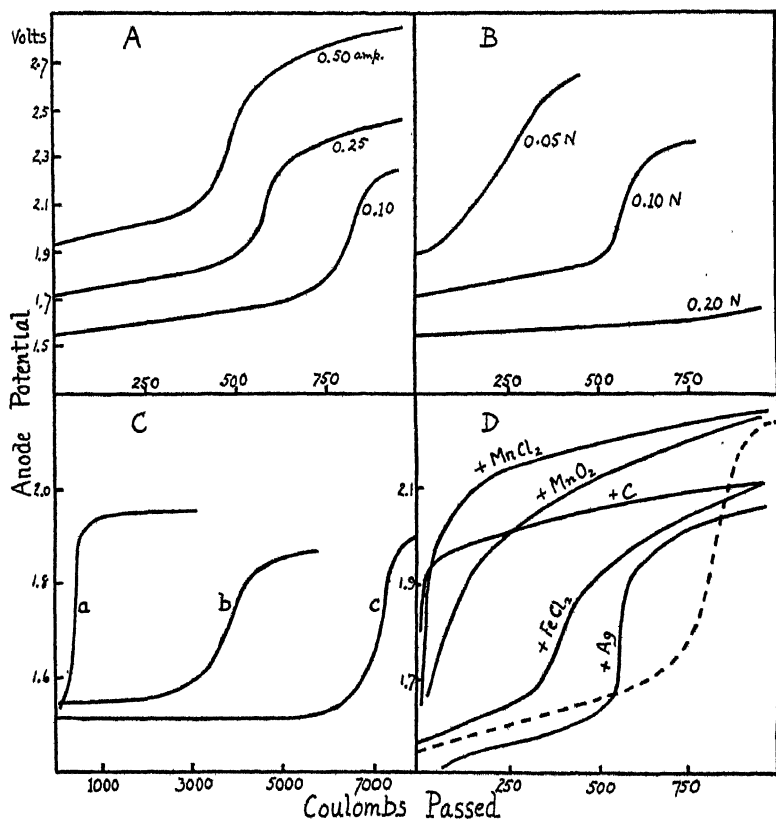 Volts
A
B
2.7
2.5
2.3
2.1
1.9
1.7
1.5
0.50 amp.
0.25
0.10
0.05 N
0.10 N
0.20 N
250
500
750
250
500
750
Anode Potential
C
D
2.0
1.8
1.6
a
b
c
2.1
1.9
1.7
+ MnCl2
+ MnO2
+ C
+ FeCl2
+ Ag
1000
3000
5000
7000
250
500
750
Coulombs Passed